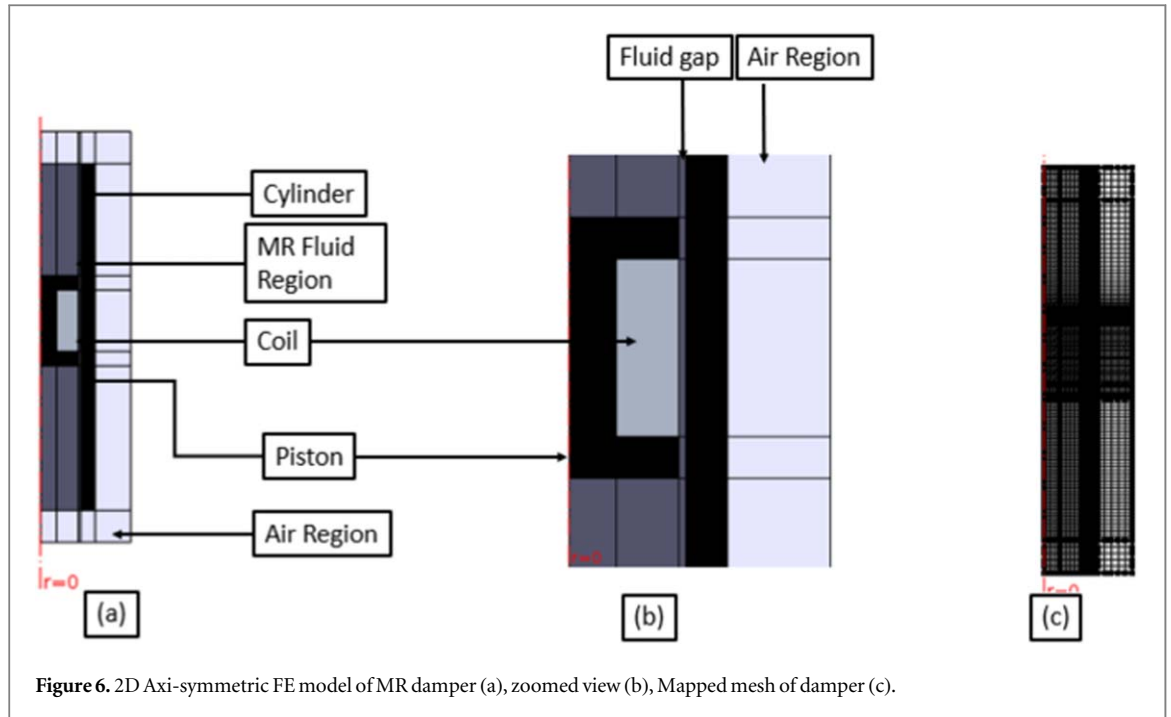 Fluid gap
Air Region
Cylinder
MR Fluid
Region
Coil
Piston
Air Region
r=0
r=0
r=0
(a)
(b)
(c)
Figure 6. 2D Axi-symmetric FE model of MR damper (a), zoomed view (b), Mapped mesh of damper (c).